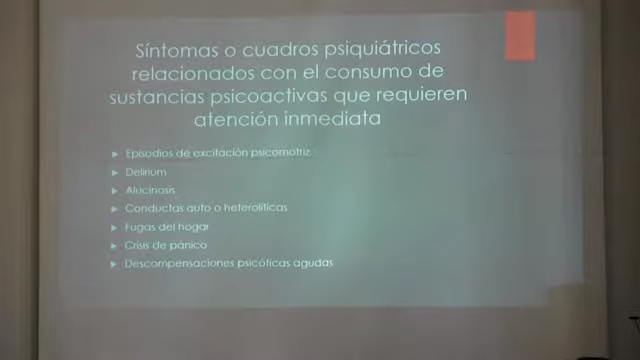 Síntomas o cuadros psiquiátricos
relacionados con el consumo de
sustancias psicoactivas que requieren
atención inmediata
Episodios de excitación psicomotriz
Delirium
Alucinosis
Conductas auto o heterolíticas
Fugas del hogar
Crisis de pánico
Descompensaciones psicóticas agudas